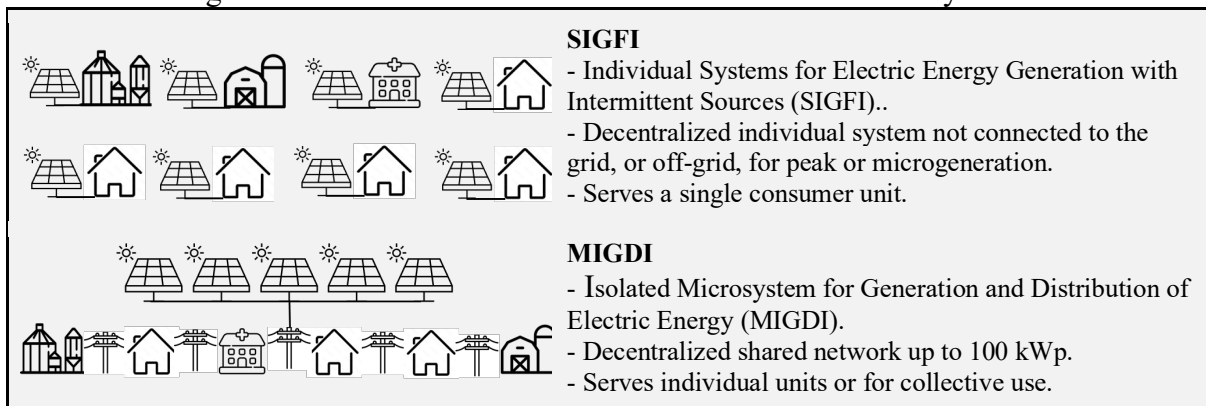 SIGFI
- Individual Systems for Electric Energy Generation with
Intermittent Sources (SIGFI)..
- Decentralized individual system not connected to the
grid, or off-grid, for peak or microgeneration.
- Serves a single consumer unit.
MIGDI
- Isolated Microsystem for Generation and Distribution of
Electric Energy (MIGDI).
- Decentralized shared network up to 100 kWp.
- Serves individual units or for collective use.